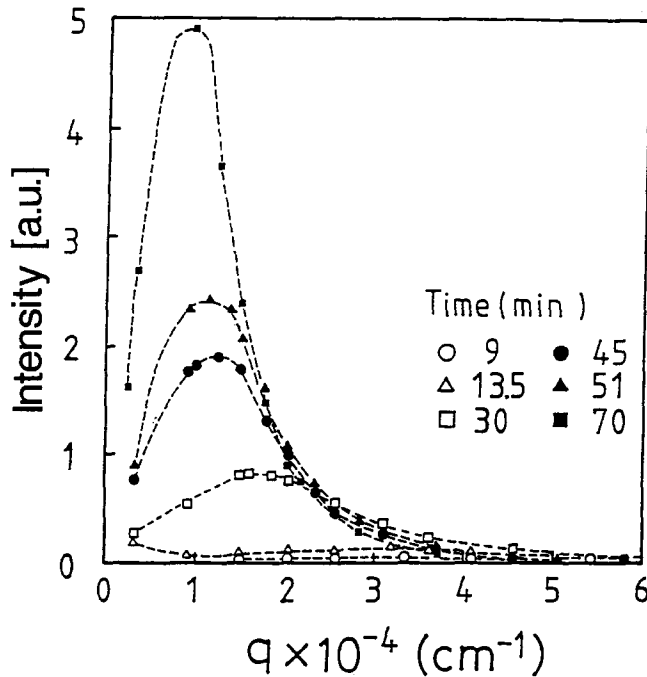 5
4
3
2
1
0
Intensity [a.u.]
Time (min)
○ 9 ● 45
△ 13.5 ▲ 51
□ 30 ■ 70
0 1 2 3 4 5 6
q × 10⁻⁴ (cm⁻¹)